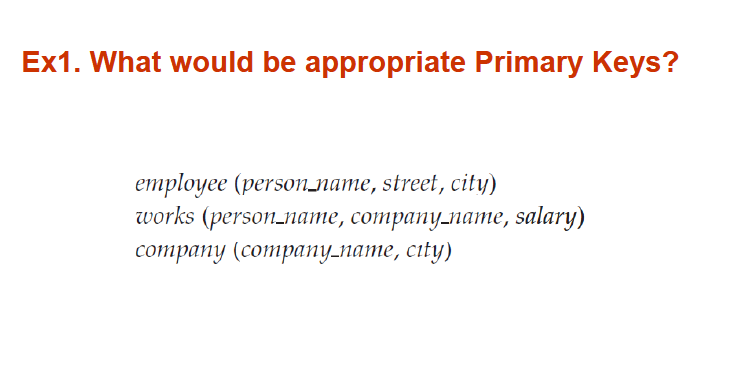 Ex1. What would be appropriate Primary Keys?
employee (person_name, street, city)
works (person_name, company_name, salary)
company (company_name, city)